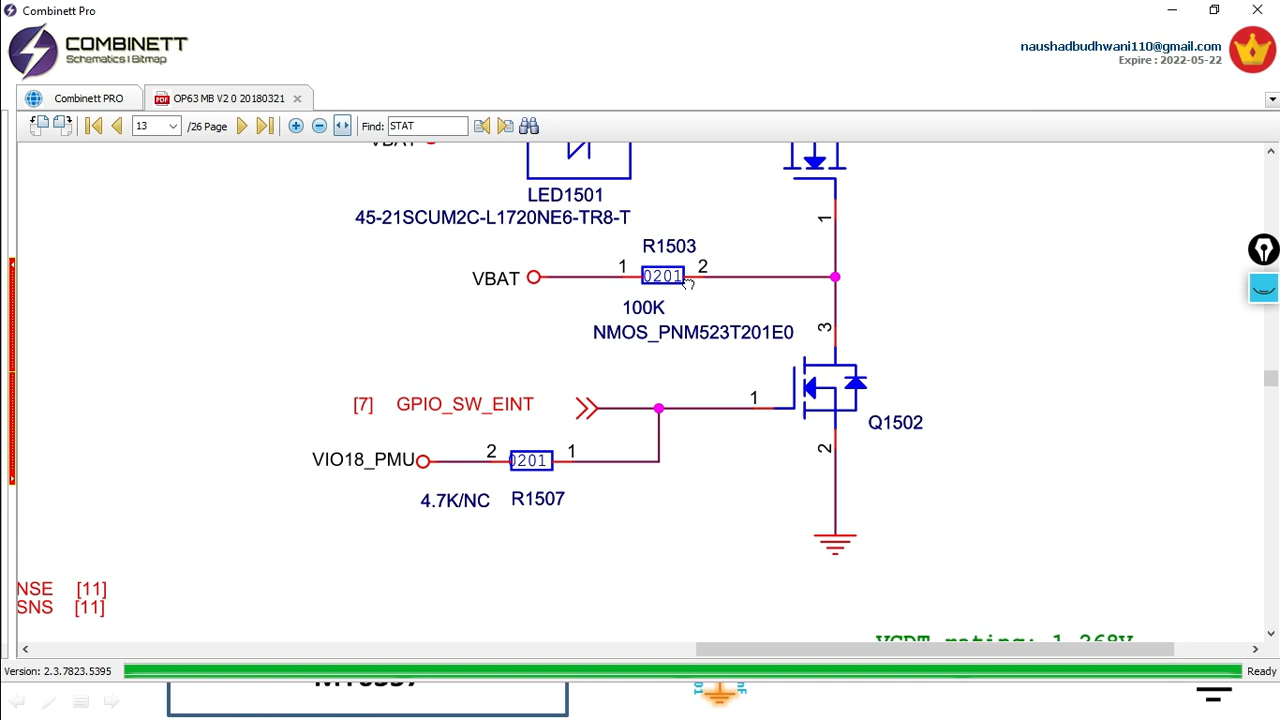 Combinett Pro
COMBINETT
Schematics | Bitmap
naushadbudhwani110@gmail.com
Expire : 2022-05-22
Combinett PRO
OP63 MB V2 0 20180321
13 /26 Page Find: STAT
LED1501
45-21SCUM2C-L1720NE6-TR8-T
1
R1503
VBAT 1 0201 2
100K
NMOS_PNM523T201E0
3
[7] GPIO_SW_EINT 1
Q1502
VIO18_PMU 2 0201 1
2
4.7K/NC R1507
NSE [11]
SNS [11]
Version: 2.3.7823.5395 Ready